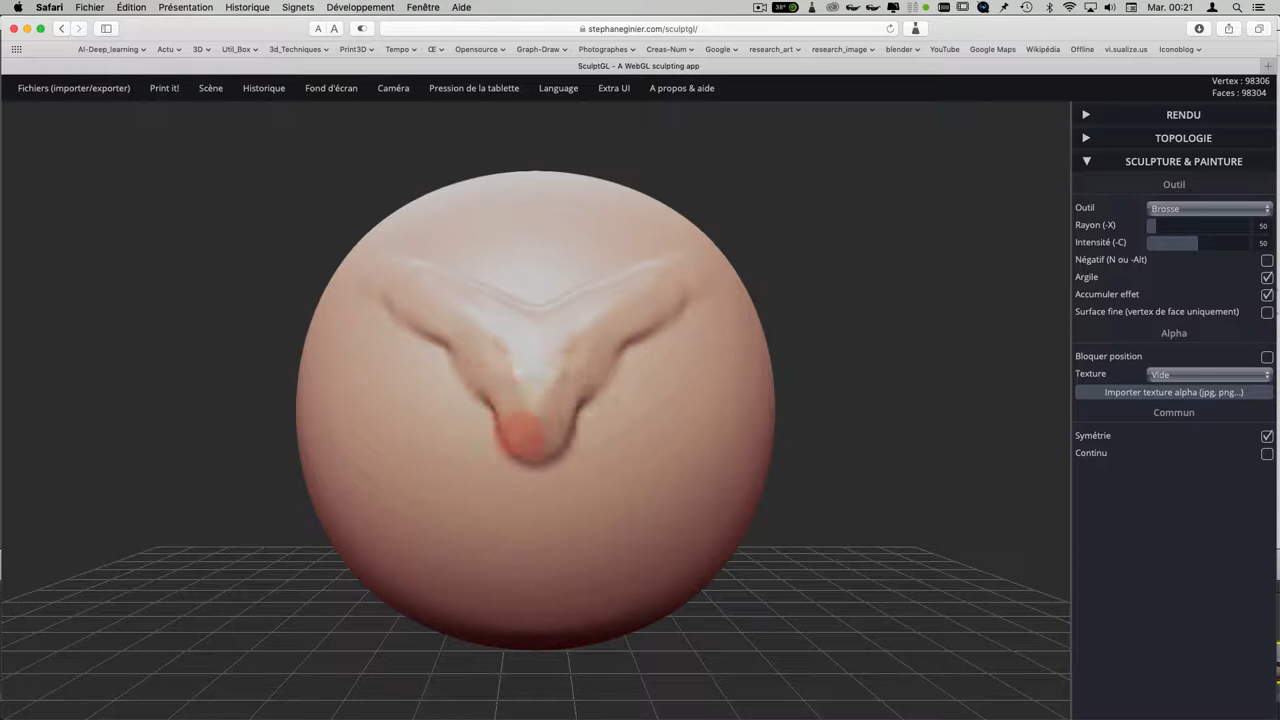 Safari Fichier Édition Présentation Historique Signets Développement Fenêtre Aide 38° Mar. 00:21
A A stephaneginier.com/sculptgl/
AI-Deep_learning Actu 3D Util_Box 3d_Techniques Print3D Tempo Œ Opensource Graph-Draw Photographes Creas-Num Google research_art research_image blender YouTube Google Maps Wikipédia Offline vi.sualize.us Iconoblog
SculptGL - A WebGL sculpting app
Fichiers (importer/exporter) Print it! Scène Historique Fond d'écran Caméra Pression de la tablette Language Extra UI A propos & aide
Vertex : 98306
Faces : 98304
RENDU
TOPOLOGIE
SCULPTURE & PAINTURE
Outil
Outil Brosse
Rayon (-X) 50
Intensité (-C) 50
Négatif (N ou -Alt)
Argile
Accumuler effet
Surface fine (vertex de face uniquement)
Alpha
Bloquer position
Texture Vide
Importer texture alpha (jpg, png...)
Commun
Symétrie
Continu